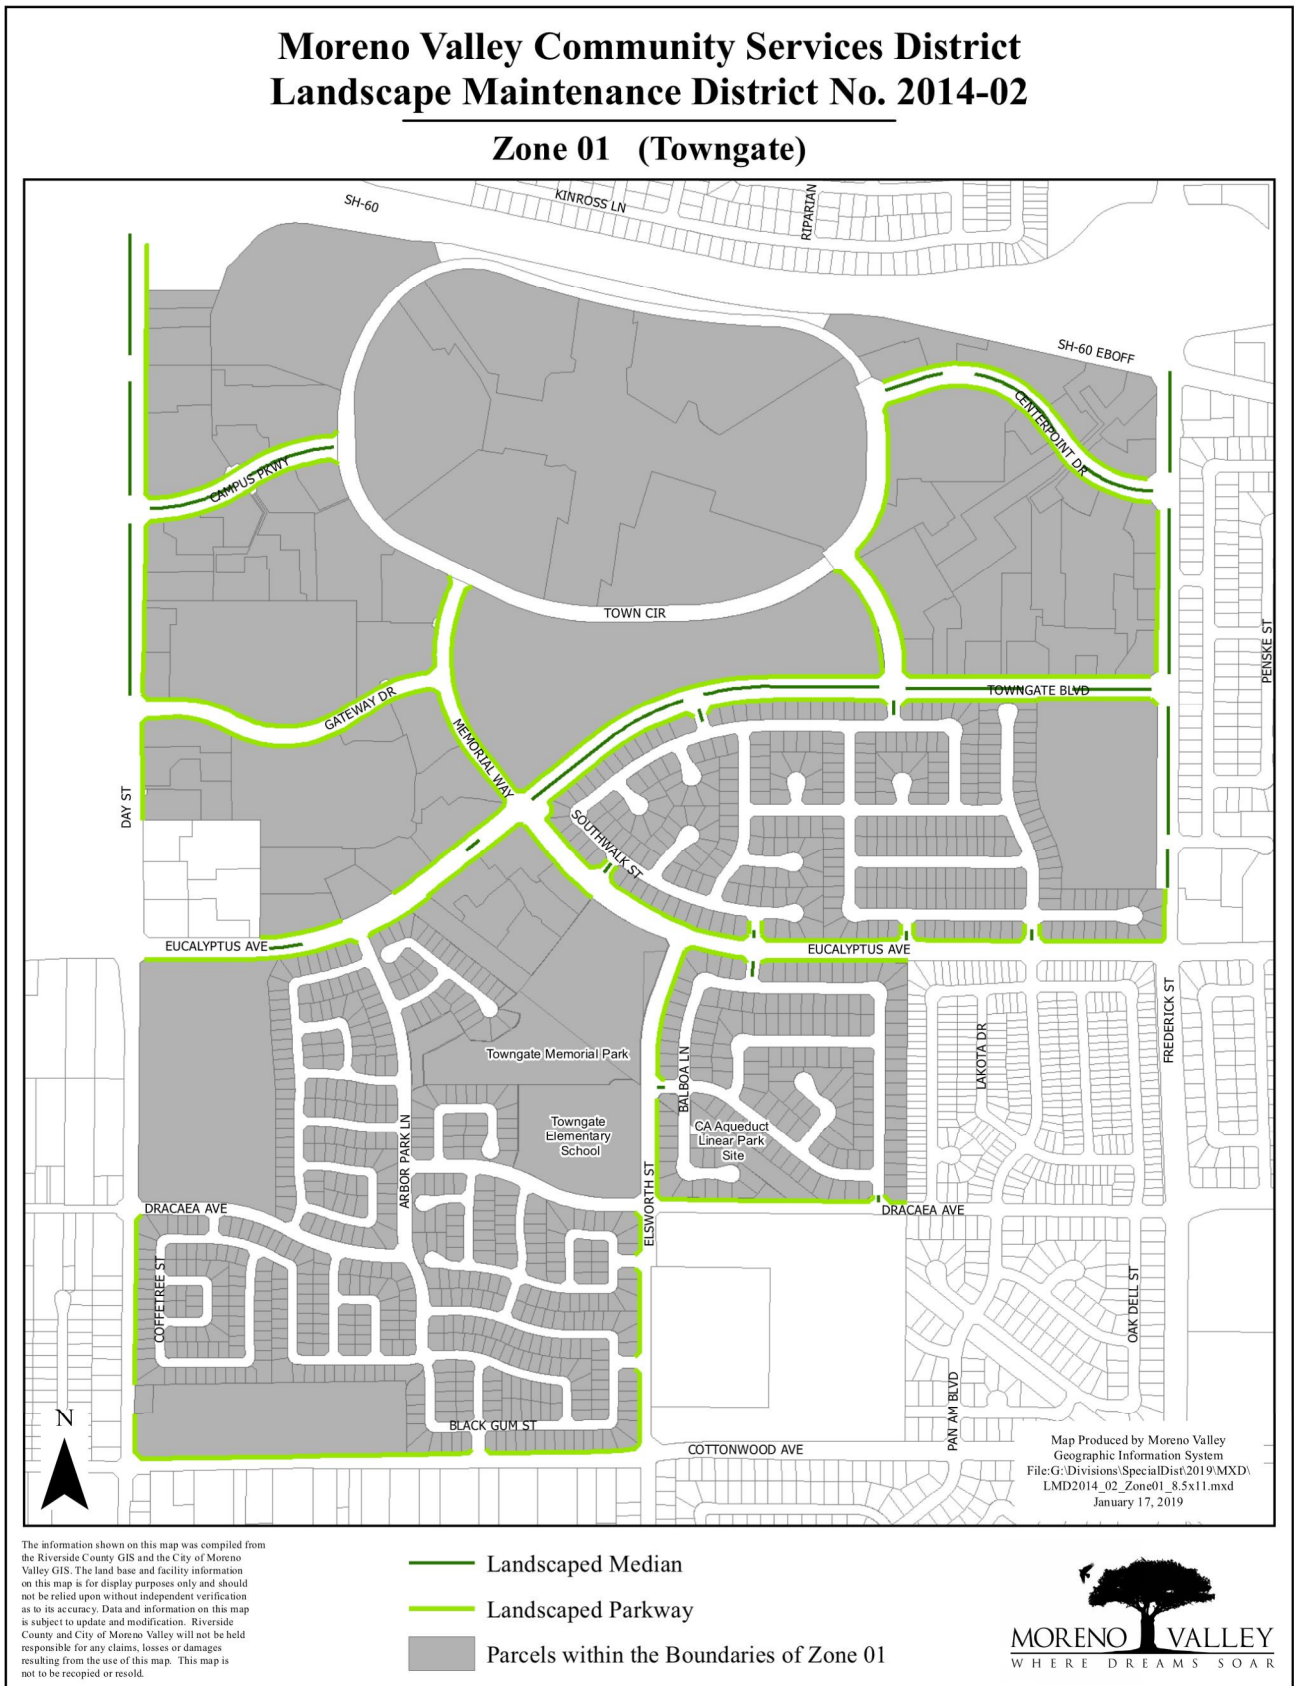 Moreno Valley Community Services District
Landscape Maintenance District No. 2014-02
Zone 01 (Towngate)
SH-60
KINROSS LN
RIPARIAN
SH-60 EBOFF
CENTERPOINT DR
CAMPUS PKWY
TOWN CIR
PENSKE ST
TOWNGATE BLVD
GATEWAY DR
MEMORIAL WAY
DAY ST
SOUTHWALK ST
EUCALYPTUS AVE
EUCALYPTUS AVE
FREDERICK ST
LAKOTA DR
Towngate Memorial Park
BALBOA LN
Towngate
Elementary
School
CA Aqueduct
Linear Park
Site
ARBOR PARK LN
ELSWORTH ST
DRACAEA AVE
DRACAEA AVE
COFFETREE ST
OAK DELL ST
PAN AM BLVD
BLACK GUM ST
COTTONWOOD AVE
N
Map Produced by Moreno Valley
Geographic Information System
File:G:\Divisions\SpecialDist\2019\MXD\
LMD2014_02_Zone01_8.5x11.mxd
January 17, 2019
The information shown on this map was compiled from
the Riverside County GIS and the City of Moreno
Valley GIS. The land base and facility information
on this map is for display purposes only and should
not be relied upon without independent verification
as to its accuracy. Data and information on this map
is subject to update and modification. Riverside
County and City of Moreno Valley will not be held
responsible for any claims, losses or damages
resulting from the use of this map. This map is
not to be recopied or resold.
Landscaped Median
Landscaped Parkway
Parcels within the Boundaries of Zone 01
MORENO VALLEY
WHERE DREAMS SOAR